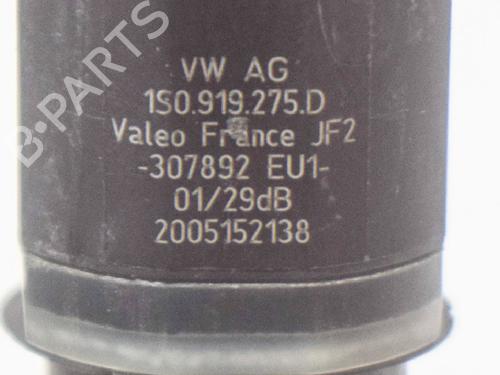 B-PARTS
VW AG
1S0.919.275.D
Valeo France JF2
-307892 EU1-
01/29dB
2005152138